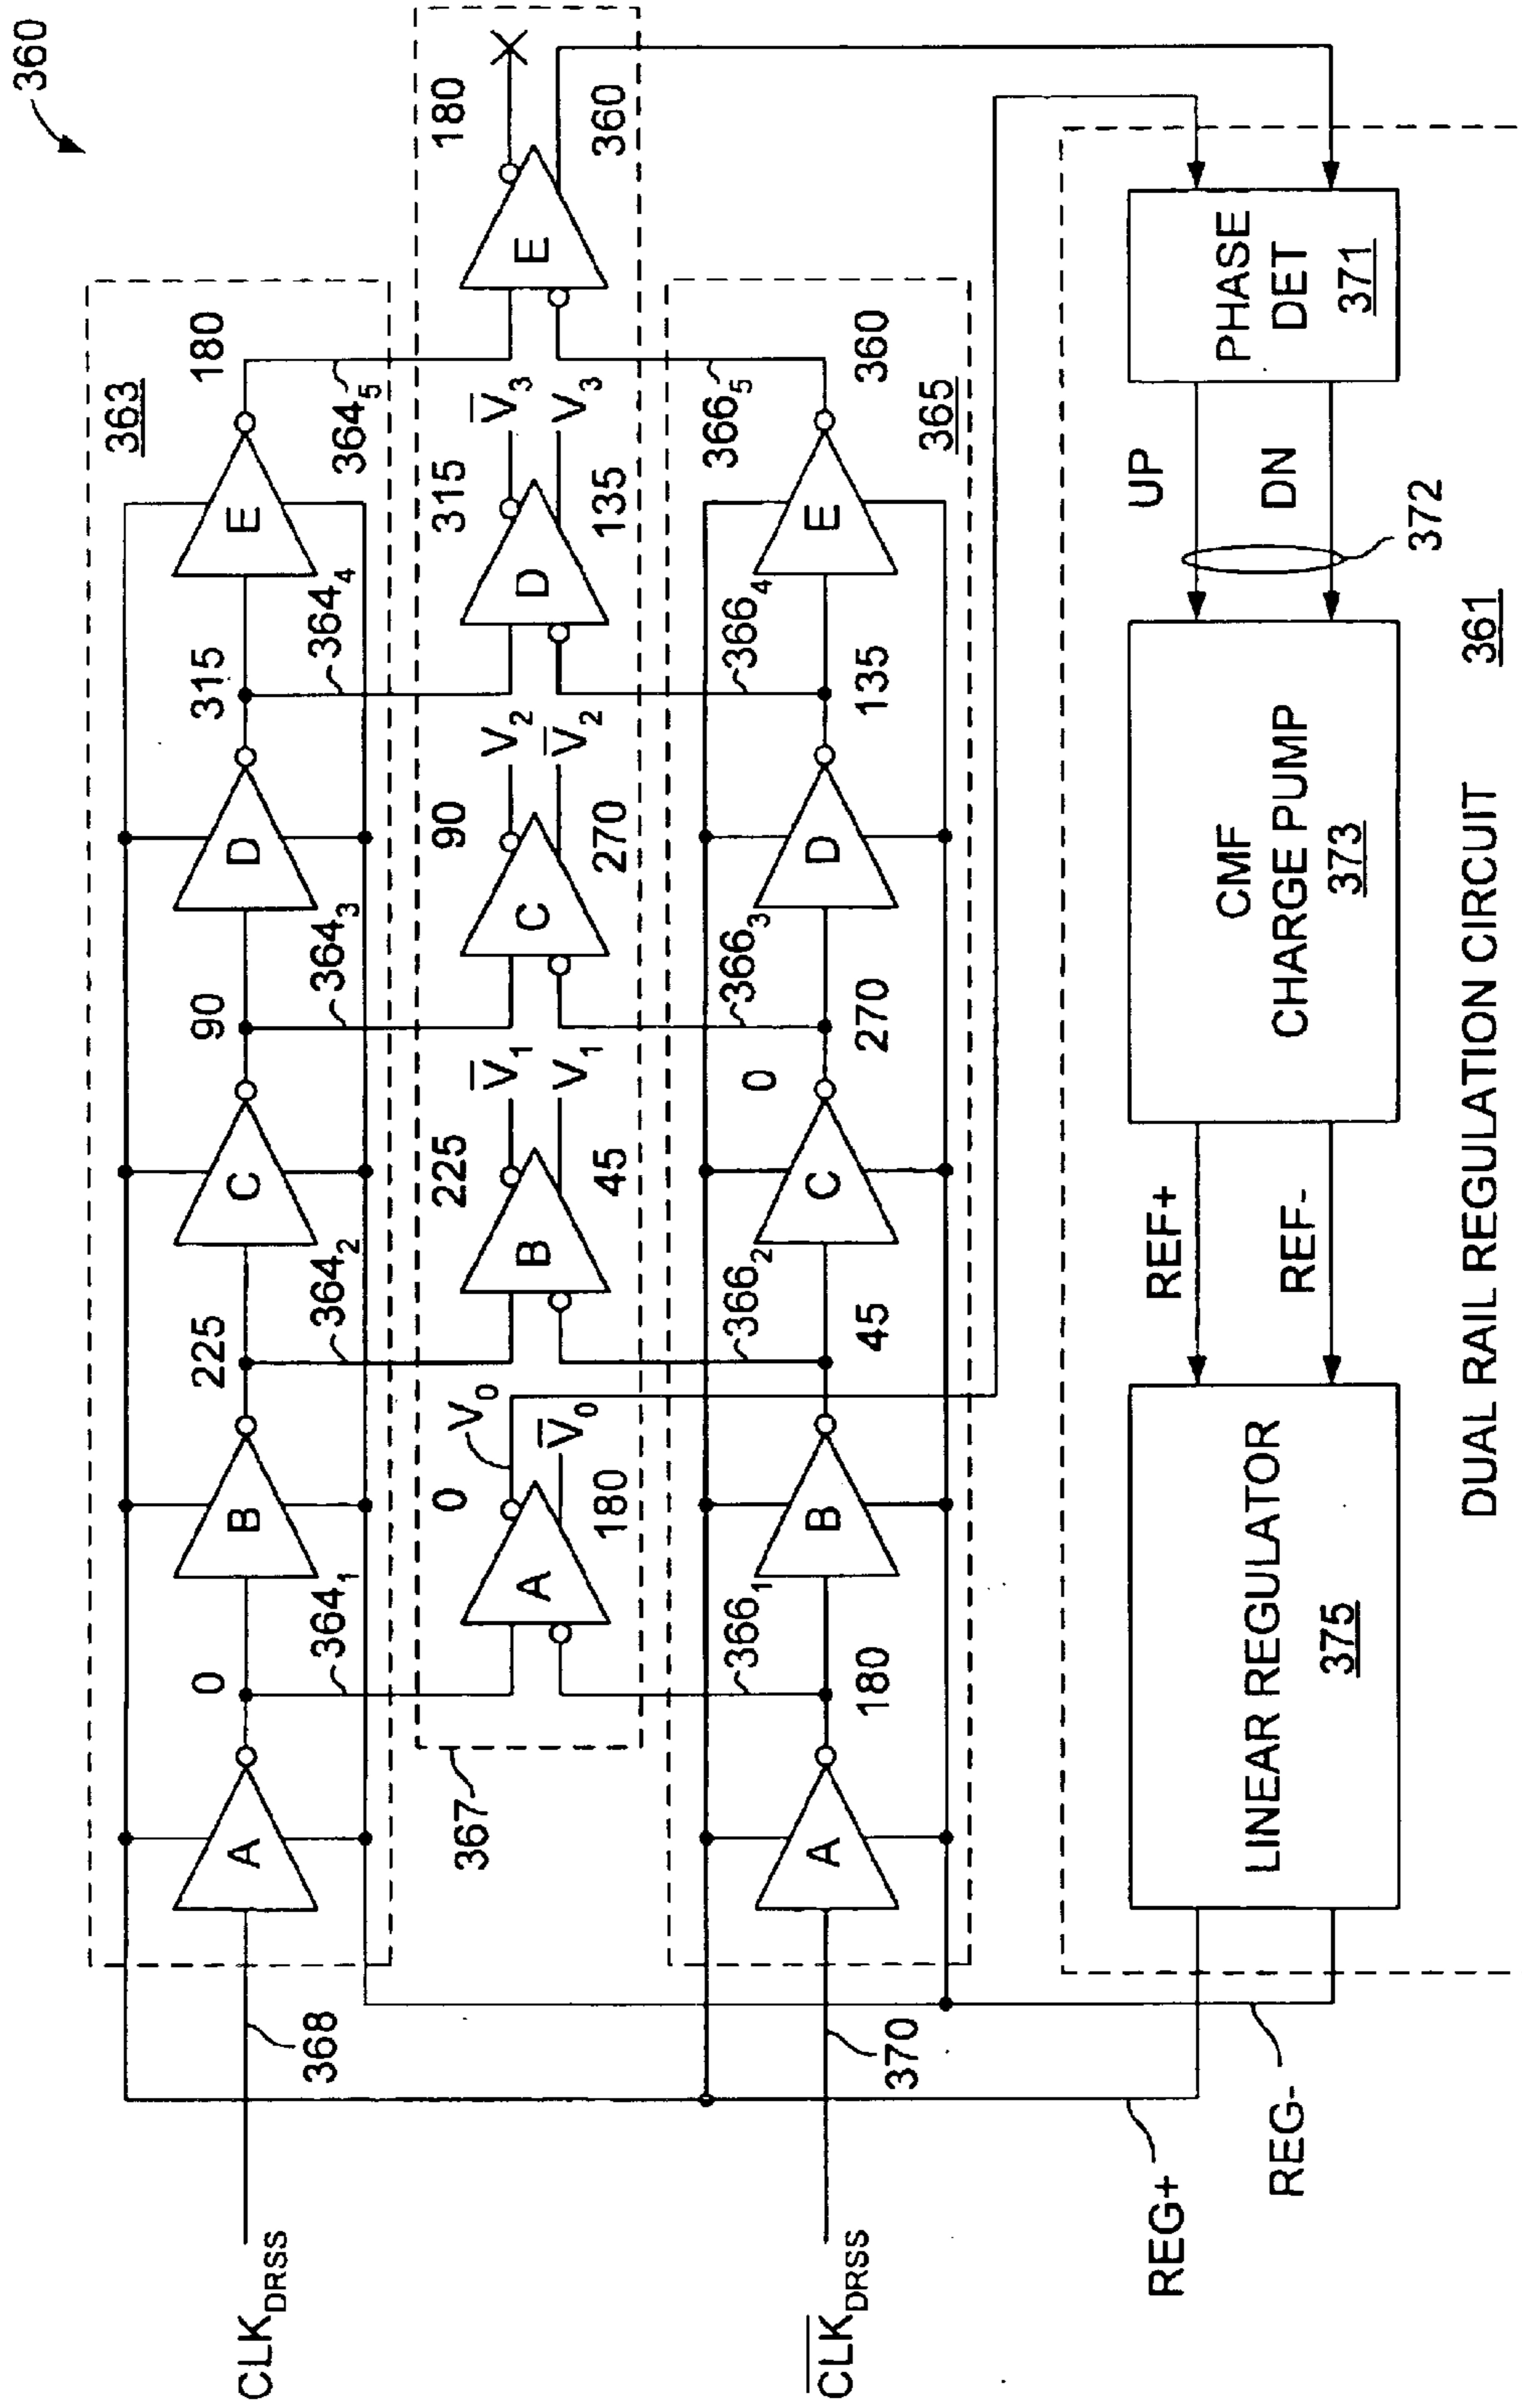 360
363
0
225
90
315
180
A
B
C
D
E
364₁
364₂
364₃
364₄
364₅
CLK_DRSS
368
367
0
V₀
225
V̅₁
90
V₂
315
V̅₃
180
A
B
C
D
E
V̅₀
180
V₁
45
V̅₂
270
V₃
135
360
366₁
366₂
0
366₃
366₄
366₅
A
B
C
D
E
C̅L̅K̅_DRSS
370
180
45
270
135
360
365
REG+
REG-
LINEAR REGULATOR
375
REF+
REF-
CMF
CHARGE PUMP
373
UP
DN
372
PHASE
DET
371
DUAL RAIL REGULATION CIRCUIT 361